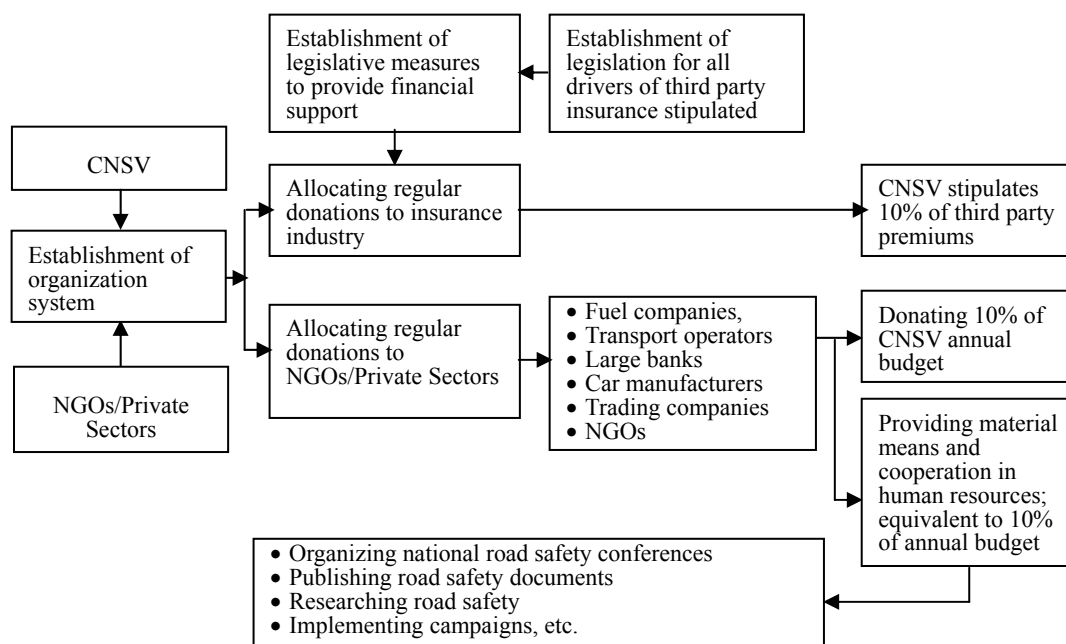 Establishment of
legislative measures
to provide financial
support
Establishment of
legislation for all
drivers of third party
insurance stipulated
CNSV
Allocating regular
donations to insurance
industry
CNSV stipulates
10% of third party
premiums
Establishment of
organization
system
Allocating regular
donations to
NGOs/Private Sectors
• Fuel companies,
• Transport operators
• Large banks
• Car manufacturers
• Trading companies
• NGOs
Donating 10% of
CNSV annual
budget
NGOs/Private
Sectors
Providing material
means and
cooperation in
human resources;
equivalent to 10%
of annual budget
• Organizing national road safety conferences
• Publishing road safety documents
• Researching road safety
• Implementing campaigns, etc.